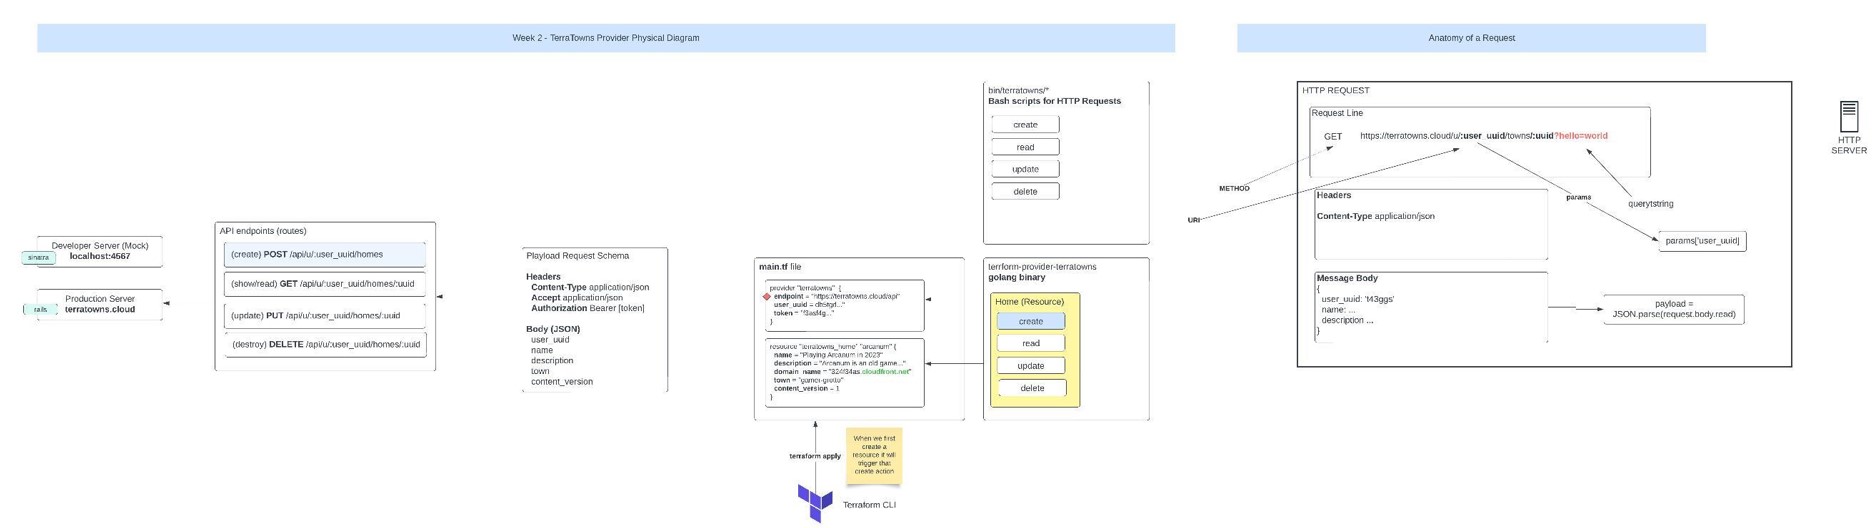 Week 2 - TerraTowns Provider Physical Diagram
Anatomy of a Request
Developer Server (Mock)
localhost:4567
sinatra
Production Server
terratowns.cloud
rails
API endpoints (routes)
(create) POST /api/u/:user_uuid/homes
(show/read) GET /api/u/:user_uuid/homes/:uuid
(update) PUT /api/u/:user_uuid/homes/:uuid
(destroy) DELETE /api/u/:user_uuid/homes/:uuid
Playload Request Schema
Headers
Content-Type application/json
Accept application/json
Authorization Bearer [token]
Body (JSON)
user_uuid
name
description
town
content_version
main.tf file
provider "terratowns" {
endpoint = "https://terratowns.cloud/api"
user_uuid =
token =
}
resource "terratowns_home" "arcanum" {
name = "Playing Arcanum in 2023"
description = "Arcanum is an old game..."
domain_name = "324f34as.cloudfront.net"
town = "gamer-grotto"
content_version = 1
}
terraform apply
When we first
create a
resource it will
trigger that
create action
Terraform CLI
bin/terratowns/*
Bash scripts for HTTP Requests
create
read
update
delete
terrform-provider-terratowns
golang binary
Home (Resource)
create
read
update
delete
HTTP REQUEST
Request Line
GET https://terratowns.cloud/u/:user_uuid/towns/:uuid?hello=world
METHOD
URI
params
querytstring
params['user_uuid]
Headers
Content-Type application/json
Message Body
{
user_uuid: 't43ggs'
name: ...
description ...
}
payload =
JSON.parse(request.body.read)
HTTP
SERVER